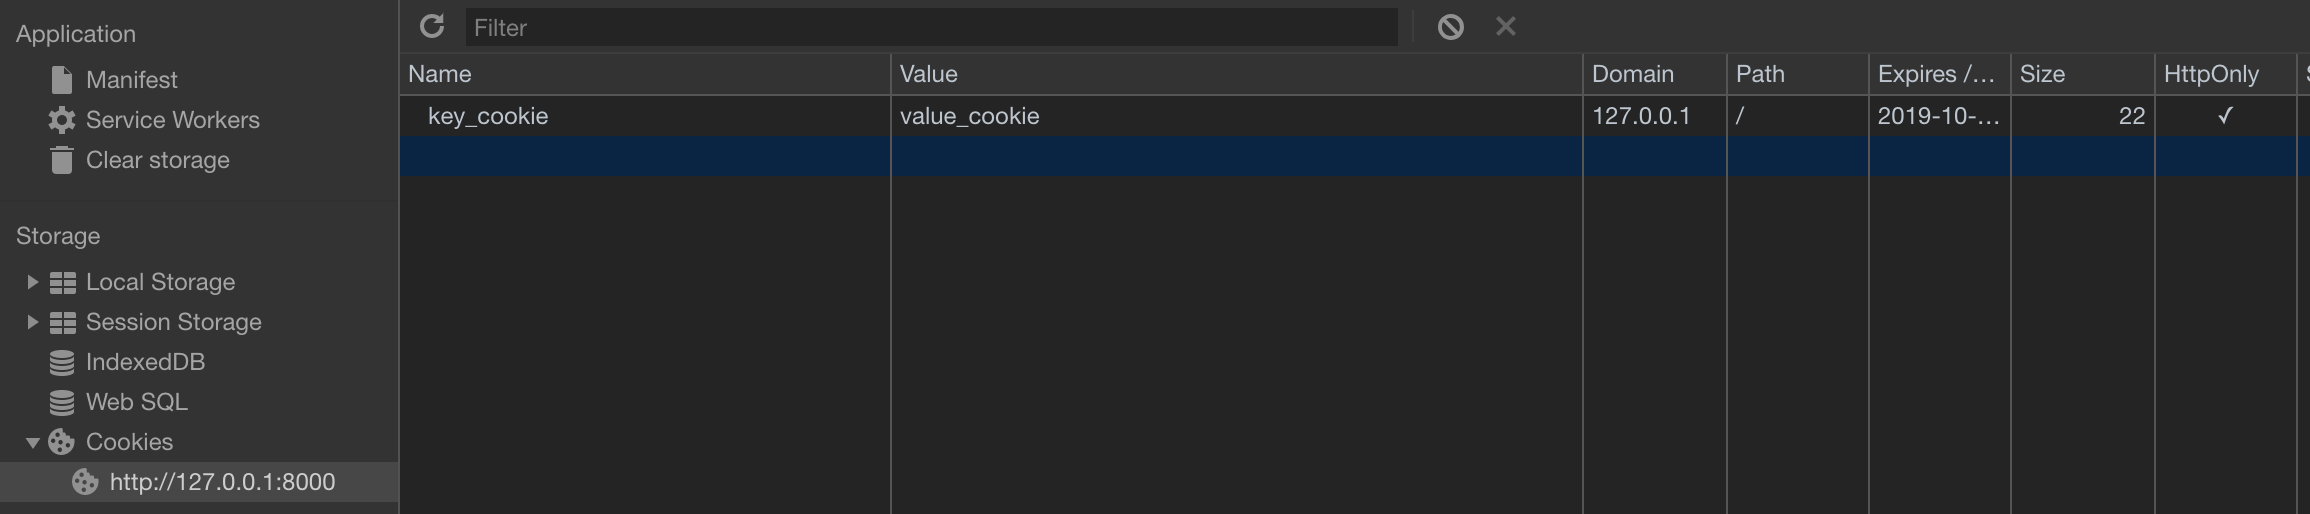 Application
Manifest
Service Workers
Clear storage
Storage
Local Storage
Session Storage
IndexedDB
Web SQL
Cookies
http://127.0.0.1:8000
Filter
Name Value Domain Path Expires /... Size HttpOnly
key_cookie value_cookie 127.0.0.1 / 2019-10-... 22 ✓